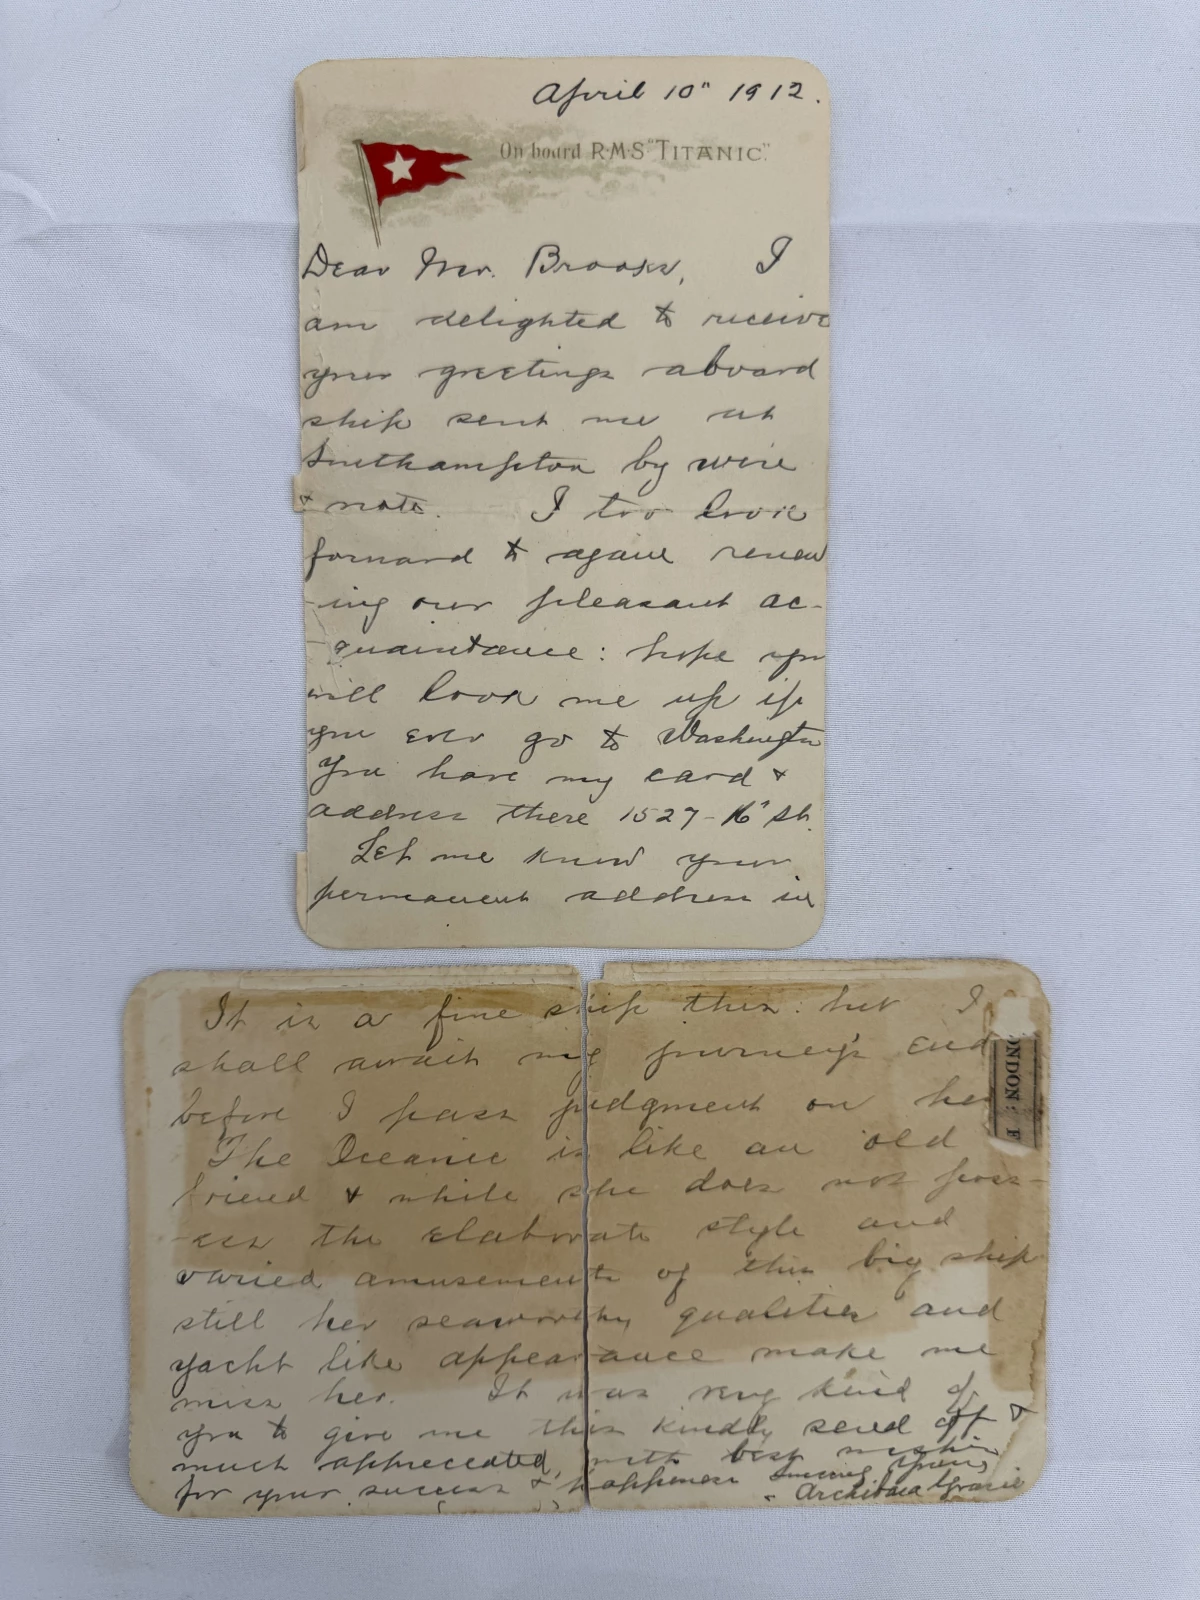 April 10" 1912.
On board R·M·S "TITANIC".
Dear Mr. Brooks, I
am delighted to receive
your greetings aboard
ship sent me at
Southampton by wire
& note. I too look
forward to again renew
-ing our pleasant ac-
-quaintance: hope you
will look me up if
you ever go to Washington
You have my card &
address there 1527-16" St.
Let me know your
permanent address in
It is a fine ship this: but I
shall await my journey's end
before I pass judgment on her
The Oceanic is like an old
friend & while she does not poss-
-ess the elaborate style and
varied amusements of this big ship
still her seaworthy qualities and
yacht like appearance make me
miss her. It was very kind of
you to give me this kindly send off &
much appreciated, with best wishes
for your success & happiness
Sincerely yours
- Archibald Gracie
ONDON: E